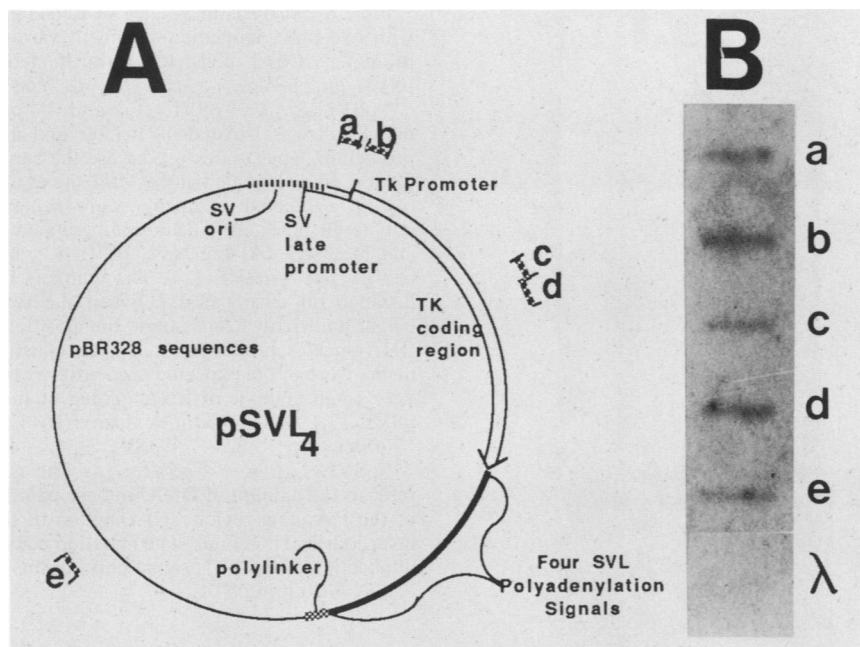 A
B
a
b
Tk Promoter
SV
ori
SV
late
promoter
c
d
TK
coding
region
pBR328 sequences
pSVL4
e
polylinker
Four SVL
Polyadenylation
Signals
a
b
c
d
e
λ